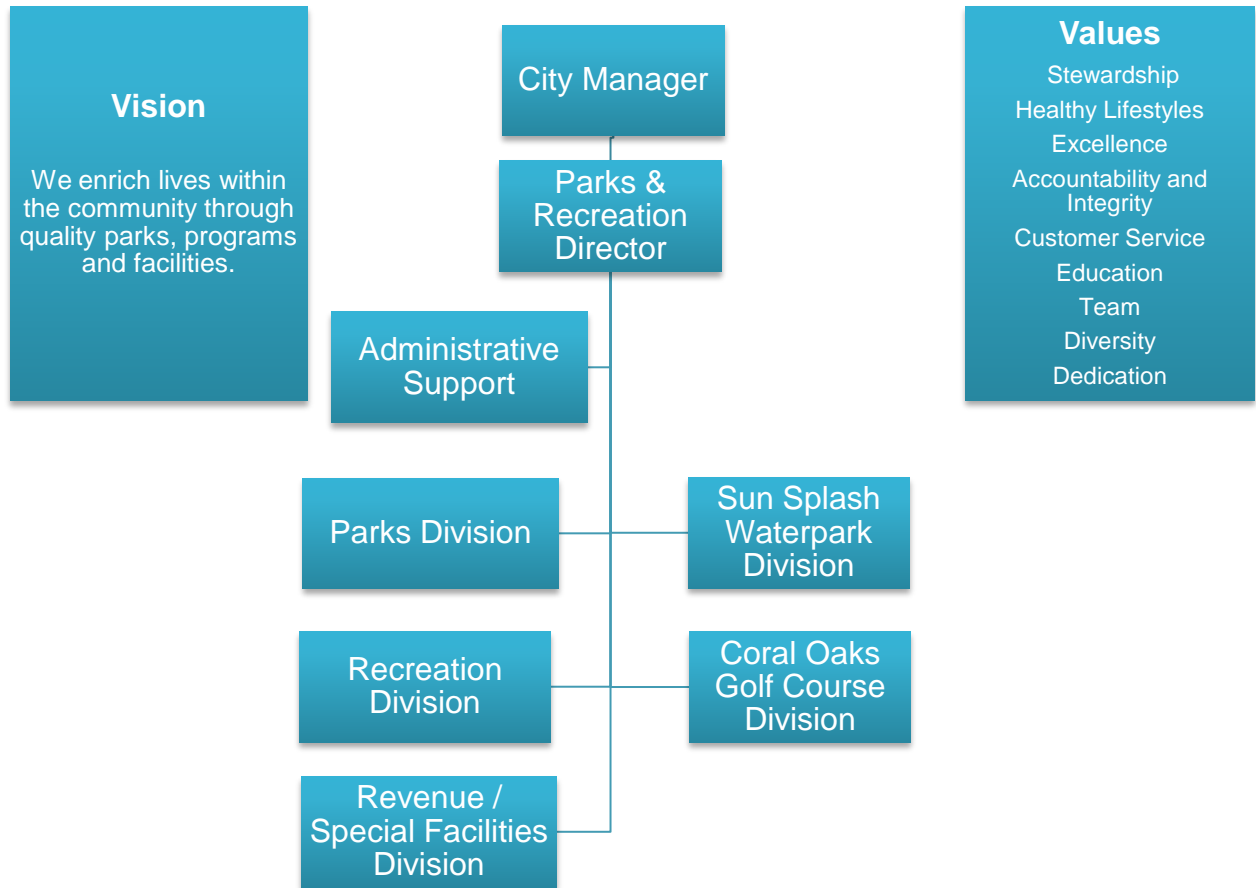 Vision
We enrich lives within
the community through
quality parks, programs
and facilities.
City Manager
Parks &
Recreation
Director
Administrative
Support
Parks Division
Recreation
Division
Revenue /
Special Facilities
Division
Sun Splash
Waterpark
Division
Coral Oaks
Golf Course
Division
Values
Stewardship
Healthy Lifestyles
Excellence
Accountability and
Integrity
Customer Service
Education
Team
Diversity
Dedication